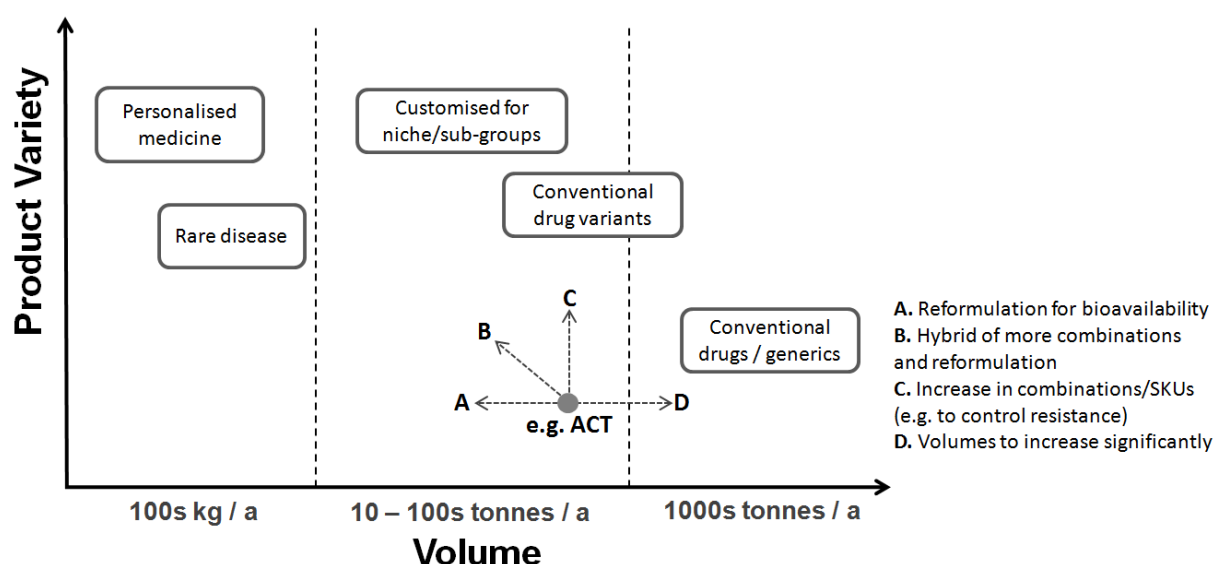 Product Variety
Personalised
medicine
Customised for
niche/sub-groups
Conventional
drug variants
Rare disease
C
B
A
D
e.g. ACT
Conventional
drugs / generics
A. Reformulation for bioavailability
B. Hybrid of more combinations
and reformulation
C. Increase in combinations/SKUs
(e.g. to control resistance)
D. Volumes to increase significantly
100s kg / a
10 – 100s tonnes / a
1000s tonnes / a
Volume